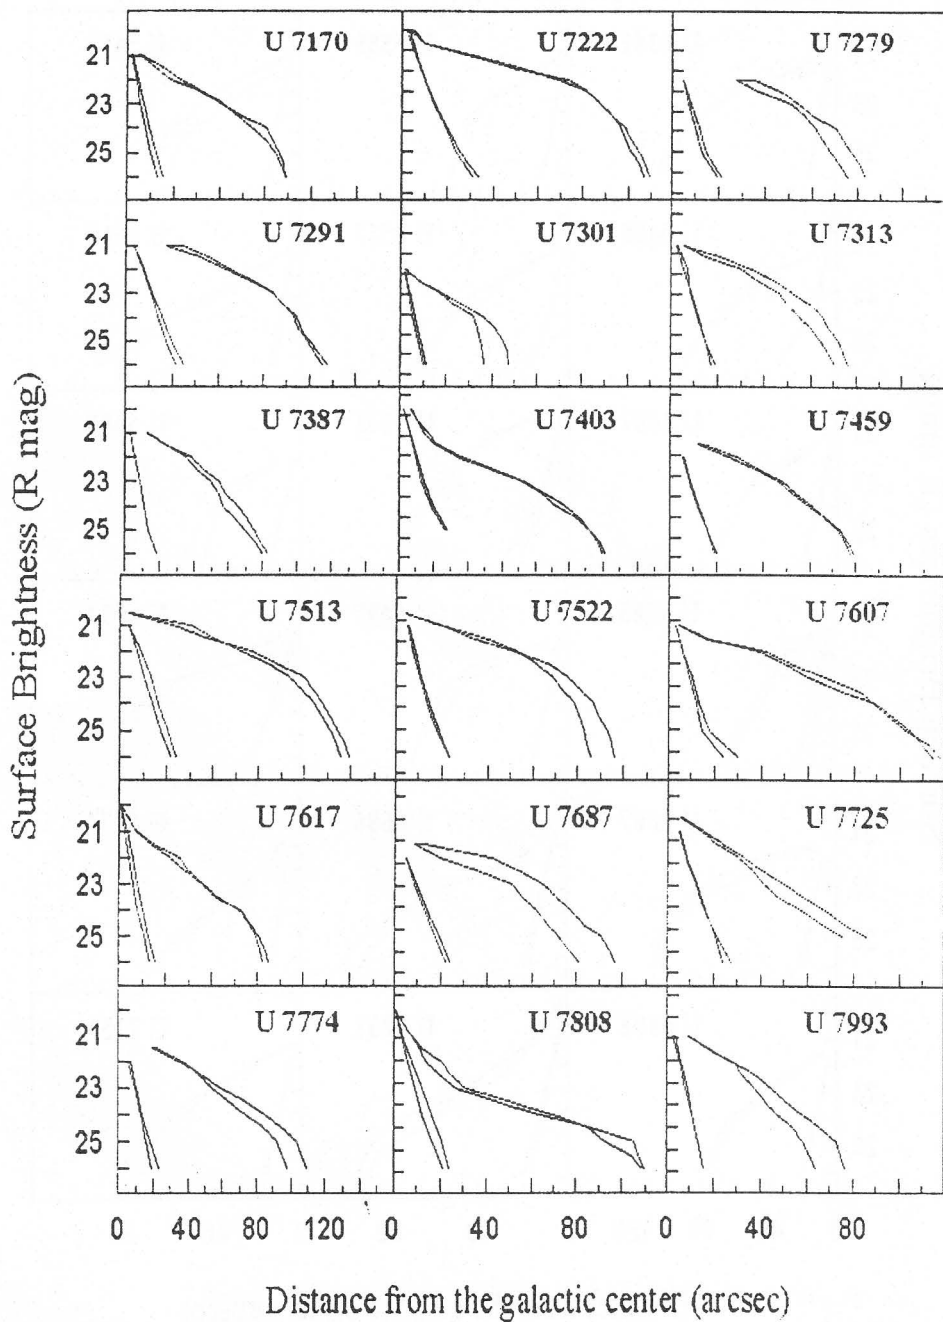 U 7170 U 7222 U 7279
21
23
25
U 7291 U 7301 U 7313
21
23
25
U 7387 U 7403 U 7459
21
23
25
U 7513 U 7522 U 7607
21
23
25
U 7617 U 7687 U 7725
21
23
25
U 7774 U 7808 U 7993
21
23
25
0 40 80 120 0 40 80 0 40 80
Surface Brightness (R mag)
Distance from the galactic center (arcsec)